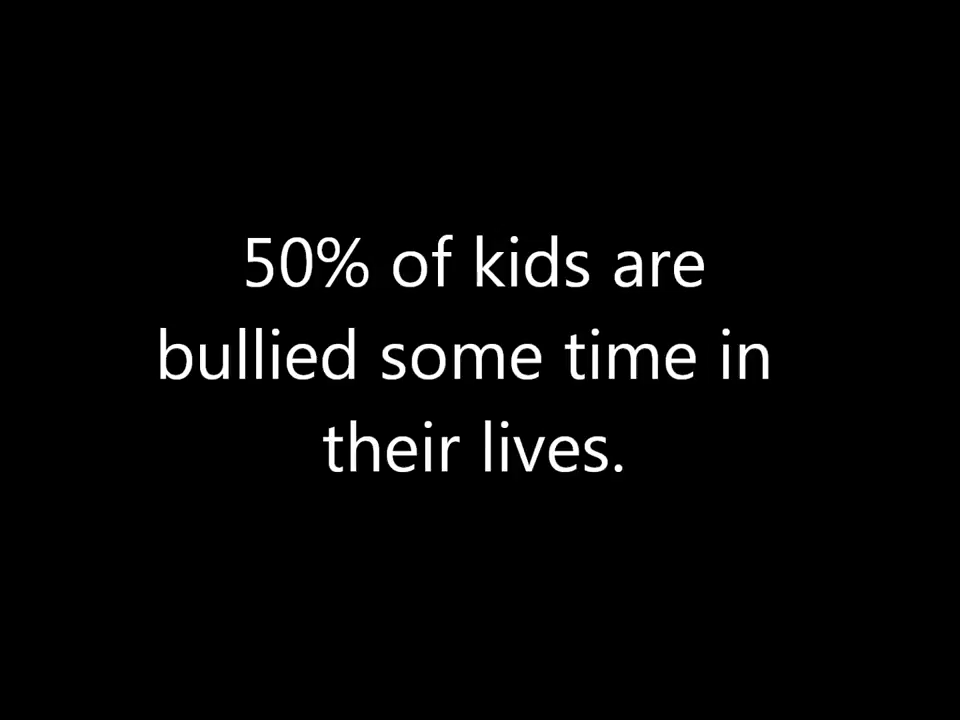 50% of kids are
bullied some time in
their lives.